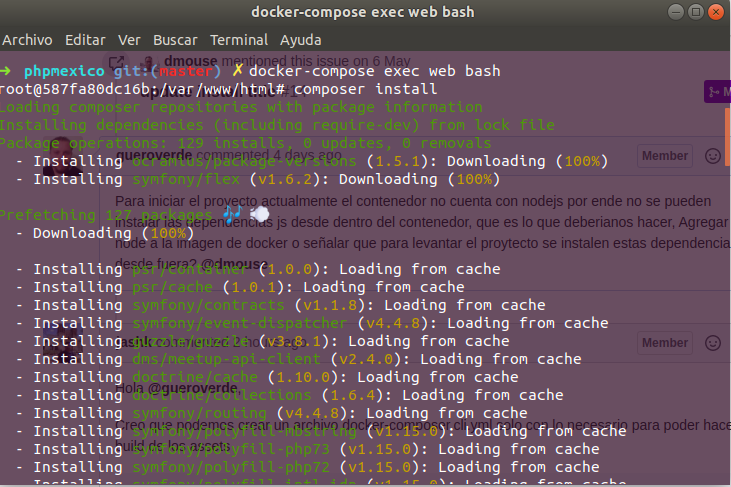 docker-compose exec web bash
Archivo Editar Ver Buscar Terminal Ayuda
dmouse mentioned this issue on 6 May
➜ phpmexico git:(master) ✗ docker-compose exec web bash
root@587fa80dc16b:/var/www/html# composer install
Loading composer repositories with package information
Installing dependencies (including require-dev) from lock file
Package operations: 129 installs, 0 updates, 0 removals
gueroverde commented 4 days ago
Member
- Installing ocramius/package-versions (1.5.1): Downloading (100%)
- Installing symfony/flex (v1.6.2): Downloading (100%)
Para iniciar el proyecto actualmente el contenedor no cuenta con nodejs por ende no se pueden
Prefetching 127 packages 🎶 💨
instalar las dependencias js desde dentro del contenedor, que es lo que deberiamos hacer, Agregar
- Downloading (100%)
node a la imagen de docker o señalar que para levantar el proytecto se instalen estas dependencia
desde fuera? @dmouse
- Installing psr/container (1.0.0): Loading from cache
- Installing psr/cache (1.0.1): Loading from cache
- Installing symfony/contracts (v1.1.8): Loading from cache
- Installing symfony/event-dispatcher (v4.4.8): Loading from cache
- Installing guzzle/guzzle (v3.8.1): Loading from cache
Member
- Installing dms/meetup-api-client (v2.4.0): Loading from cache
- Installing doctrine/cache (1.10.0): Loading from cache
Hola @gueroverde,
- Installing doctrine/collections (1.6.4): Loading from cache
- Installing symfony/routing (v4.4.8): Loading from cache
Creo que podemos crear un archivo docker-composer.cli.yml solo con lo necesario para poder hace
- Installing symfony/polyfill-mbstring (v1.15.0): Loading from cache
build de los assets
- Installing symfony/polyfill-php73 (v1.15.0): Loading from cache
- Installing symfony/polyfill-php72 (v1.15.0): Loading from cache
- Installing symfony/polyfill-intl-idn (v1.15.0): Loading from cache